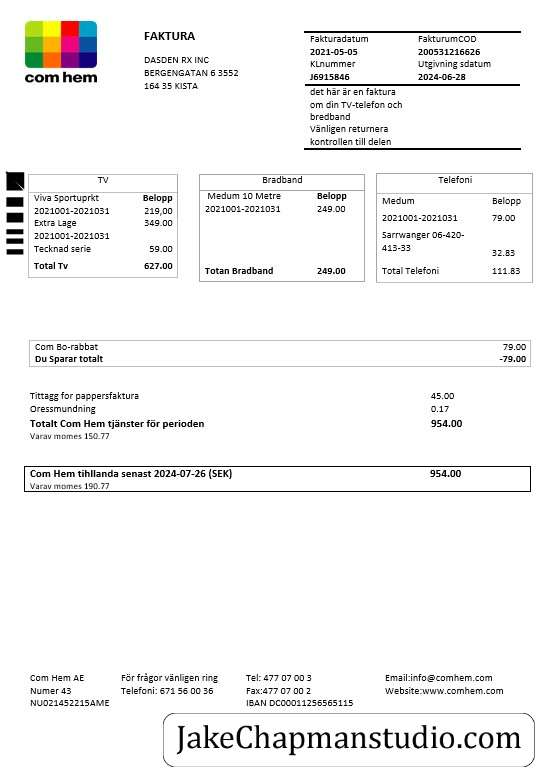 com hem
FAKTURA
DASDEN RX INC
BERGENGATAN 6 3552
164 35 KISTA
Fakturadatum FakturumCOD
2021-05-05 200531216626
KLnummer Utgivning sdatum
J6915846 2024-06-28
det här är en faktura
om din TV-telefon och
bredband
Vänligen returnera
kontrollen till delen
TV
Viva Sportuprkt Belopp
2021001-2021031 219,00
Extra Lage 349.00
2021001-2021031
Tecknad serie 59.00
Total Tv 627.00
Bradband
Medum 10 Metre Belopp
2021001-2021031 249.00
Totan Bradband 249.00
Telefoni
Medum Belopp
2021001-2021031 79.00
Sarrwanger 06-420-
413-33
32.83
Total Telefoni 111.83
Com Bo-rabbat 79.00
Du Sparar totalt -79.00
Tittagg for pappersfaktura 45.00
Oressmundning 0.17
Totalt Com Hem tjänster för perioden 954.00
Varav momes 150.77
Com Hem tihllanda senast 2024-07-26 (SEK) 954.00
Varav momes 190.77
Com Hem AE För frågor vänligen ring Tel: 477 07 00 3 Email:info@comhem.com
Numer 43 Telefoni: 671 56 00 36 Fax:477 07 00 2 Website:www.comhem.com
NU021452215AME IBAN DC00011256565115
JakeChapmanstudio.com